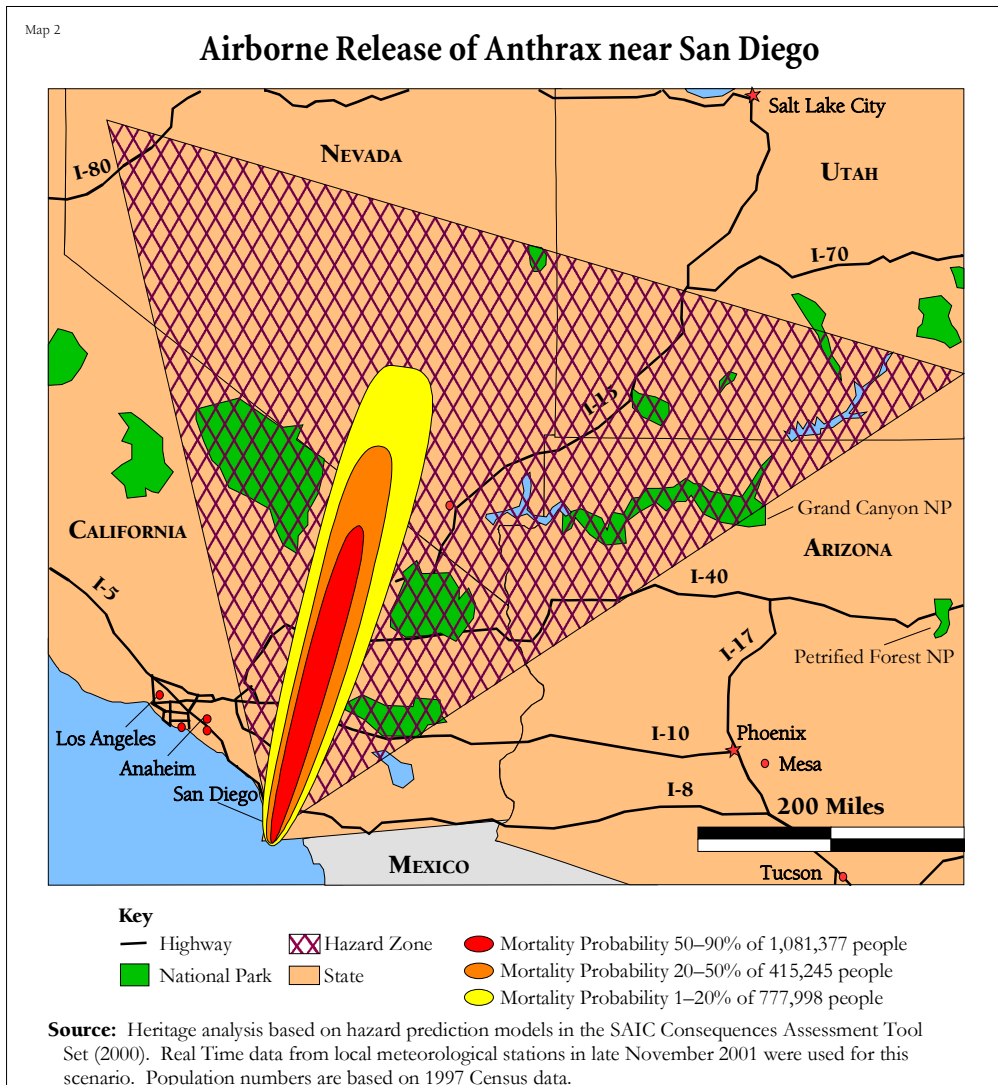 Map 2
Airborne Release of Anthrax near San Diego
Salt Lake City
NEVADA
I-80
UTAH
I-70
I-15
Grand Canyon NP
CALIFORNIA
ARIZONA
I-5
I-40
I-17
Petrified Forest NP
Los Angeles
Anaheim
San Diego
I-10
Phoenix
Mesa
I-8
200 Miles
MEXICO
Tucson
Key
Highway
Hazard Zone
Mortality Probability 50–90% of 1,081,377 people
National Park
State
Mortality Probability 20–50% of 415,245 people
Mortality Probability 1–20% of 777,998 people
Source: Heritage analysis based on hazard prediction models in the SAIC Consequences Assessment Tool
Set (2000). Real Time data from local meteorological stations in late November 2001 were used for this
scenario. Population numbers are based on 1997 Census data.